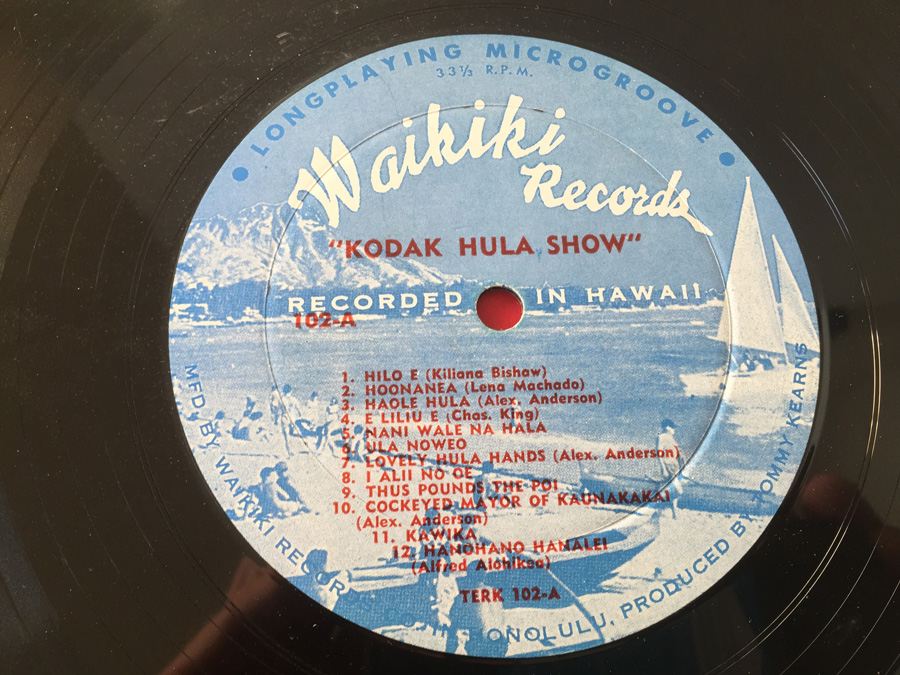 LONGPLAYING MICROGROOVE
33⅓ R.P.M.
Waikiki
Records
"KODAK HULA SHOW"
RECORDED IN HAWAII
102-A
1. HILO E (Kiliana Bishaw)
2. HOONANEA (Lena Machado)
3. HAOLE HULA (Alex. Anderson)
4. E LILIU E (Chas. King)
5. NANI WALE NA HALA
6. ULA NOWEO
7. LOVELY HULA HANDS (Alex. Anderson)
8. I ALII NO OE
9. THUS POUNDS THE POI
10. COCKEYED MAYOR OF KAUNAKAKAI
(Alex. Anderson)
11. KAWIKA
12. HANOHANO HANALEI
(Alfred Alohikea)
TERK 102-A
MFD BY WAIKIKI RECOR
ONOLULU, PRODUCED BY TOMMY KEARNS